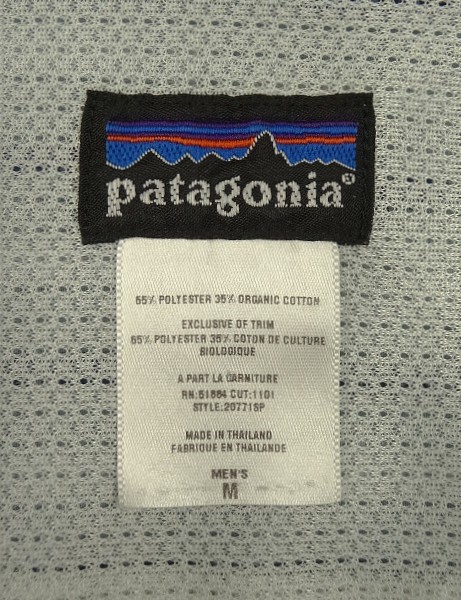 patagonia®
65% POLYESTER 35% ORGANIC COTTON
EXCLUSIVE OF TRIM
65% POLYESTER 35% COTON DE CULTURE
BIOLOGIQUE
A PART LA GARNITURE
RN:51884 CUT:1101
STYLE:20771SP
MADE IN THAILAND
FABRIQUE EN THAILANDE
MEN'S
M